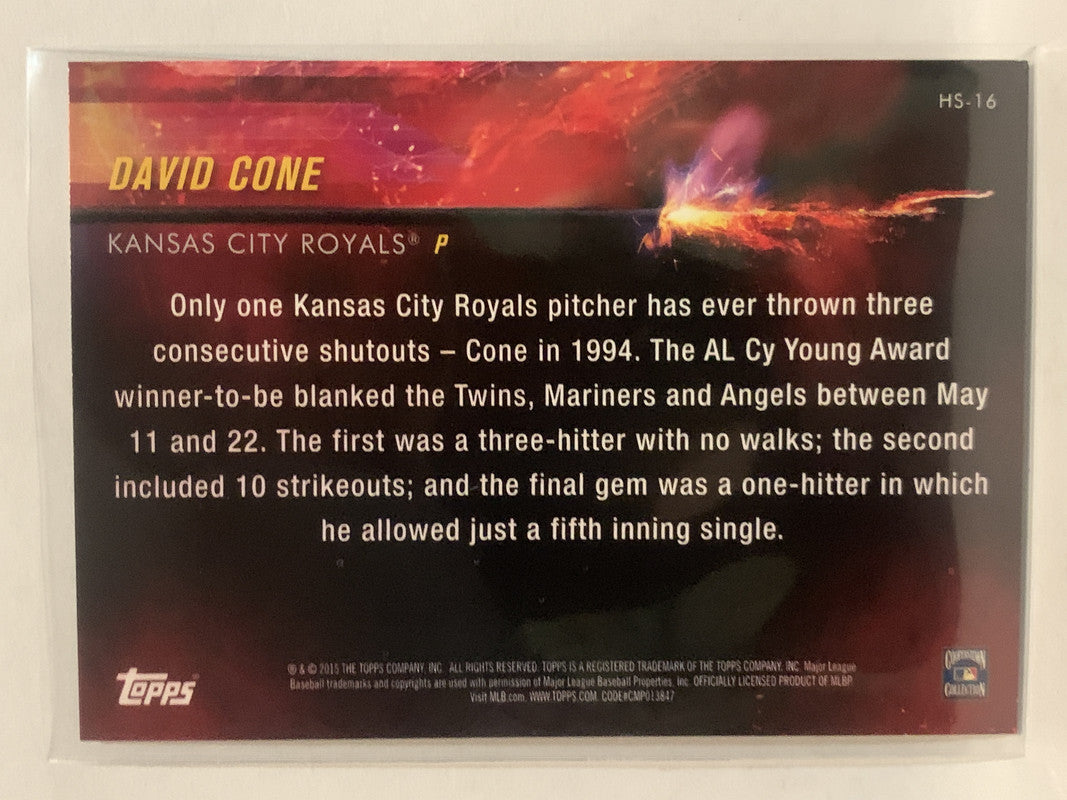 HS-16
DAVID CONE
KANSAS CITY ROYALS® P
Only one Kansas City Royals pitcher has ever thrown three
consecutive shutouts – Cone in 1994. The AL Cy Young Award
winner-to-be blanked the Twins, Mariners and Angels between May
11 and 22. The first was a three-hitter with no walks; the second
included 10 strikeouts; and the final gem was a one-hitter in which
he allowed just a fifth inning single.
® & © 2015 THE TOPPS COMPANY, INC. ALL RIGHTS RESERVED. TOPPS IS A REGISTERED TRADEMARK OF THE TOPPS COMPANY, INC. Major League
Baseball trademarks and copyrights are used with permission of Major League Baseball Properties, Inc. OFFICIALLY LICENSED PRODUCT OF MLBP
Visit MLB.com. WWW.TOPPS.COM. CODE#CMP013847
TOPPS
COOPERSTOWN
COLLECTION